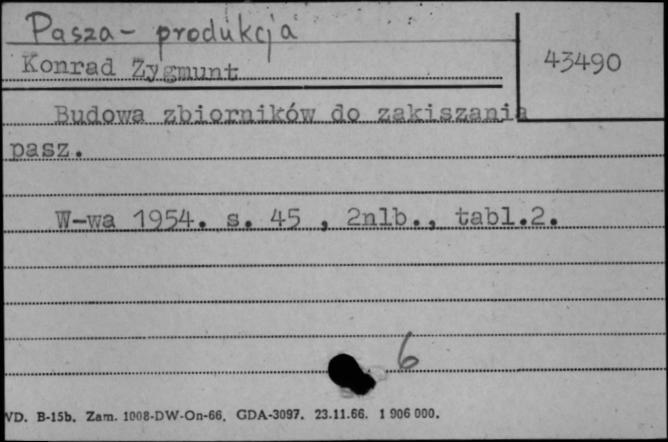 Pasza - produkcja
Konrad Zygmunt
43490
Budowa zbiorników do zakiszania
pasz.
W-wa 1954. s. 45 , 2nlb., tabl.2.
6
VD. B-15b. Zam. 1008-DW-On-66. GDA-3097. 23.11.66. 1 906 000.